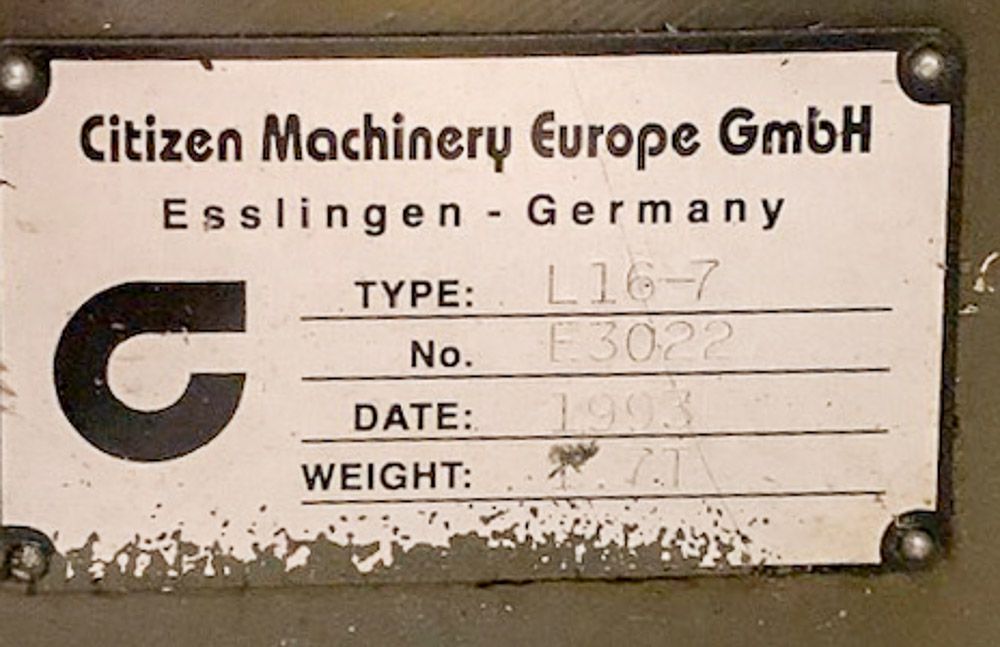 Citizen Machinery Europe GmbH
Esslingen - Germany
TYPE: L16-7
No. E3022
DATE: 1993
WEIGHT: